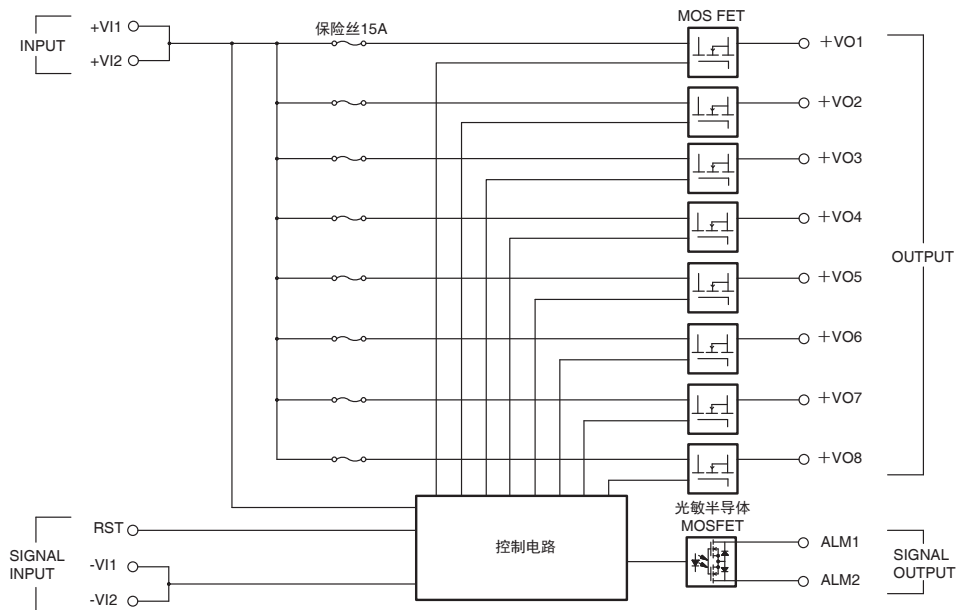 保险丝15A
MOS FET
INPUT
+VI1
+VI2
+VO1
+VO2
+VO3
+VO4
+VO5
+VO6
+VO7
+VO8
OUTPUT
SIGNAL
INPUT
RST
-VI1
-VI2
控制电路
光敏半导体
MOSFET
ALM1
ALM2
SIGNAL
OUTPUT